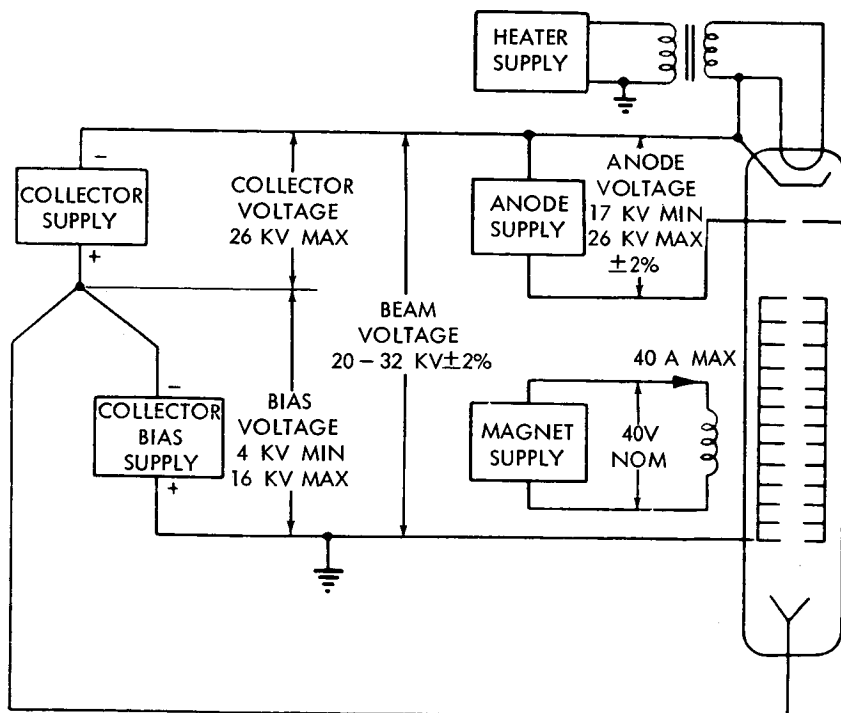 HEATER
SUPPLY
−
COLLECTOR
SUPPLY
+
COLLECTOR
VOLTAGE
26 KV MAX
ANODE
SUPPLY
ANODE
VOLTAGE
17 KV MIN
26 KV MAX
±2%
BEAM
VOLTAGE
20 − 32 KV±2%
−
COLLECTOR
BIAS
SUPPLY
+
BIAS
VOLTAGE
4 KV MIN
16 KV MAX
40 A MAX
MAGNET
SUPPLY
40V
NOM